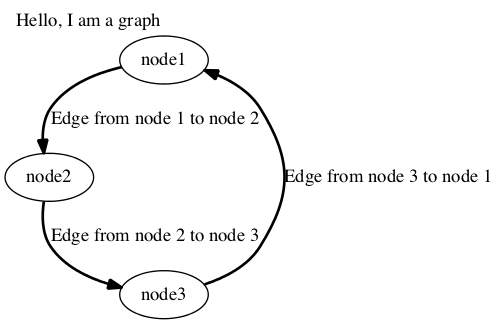 Hello, I am a graph
node1
Edge from node 1 to node 2
node2
Edge from node 3 to node 1
Edge from node 2 to node 3
node3